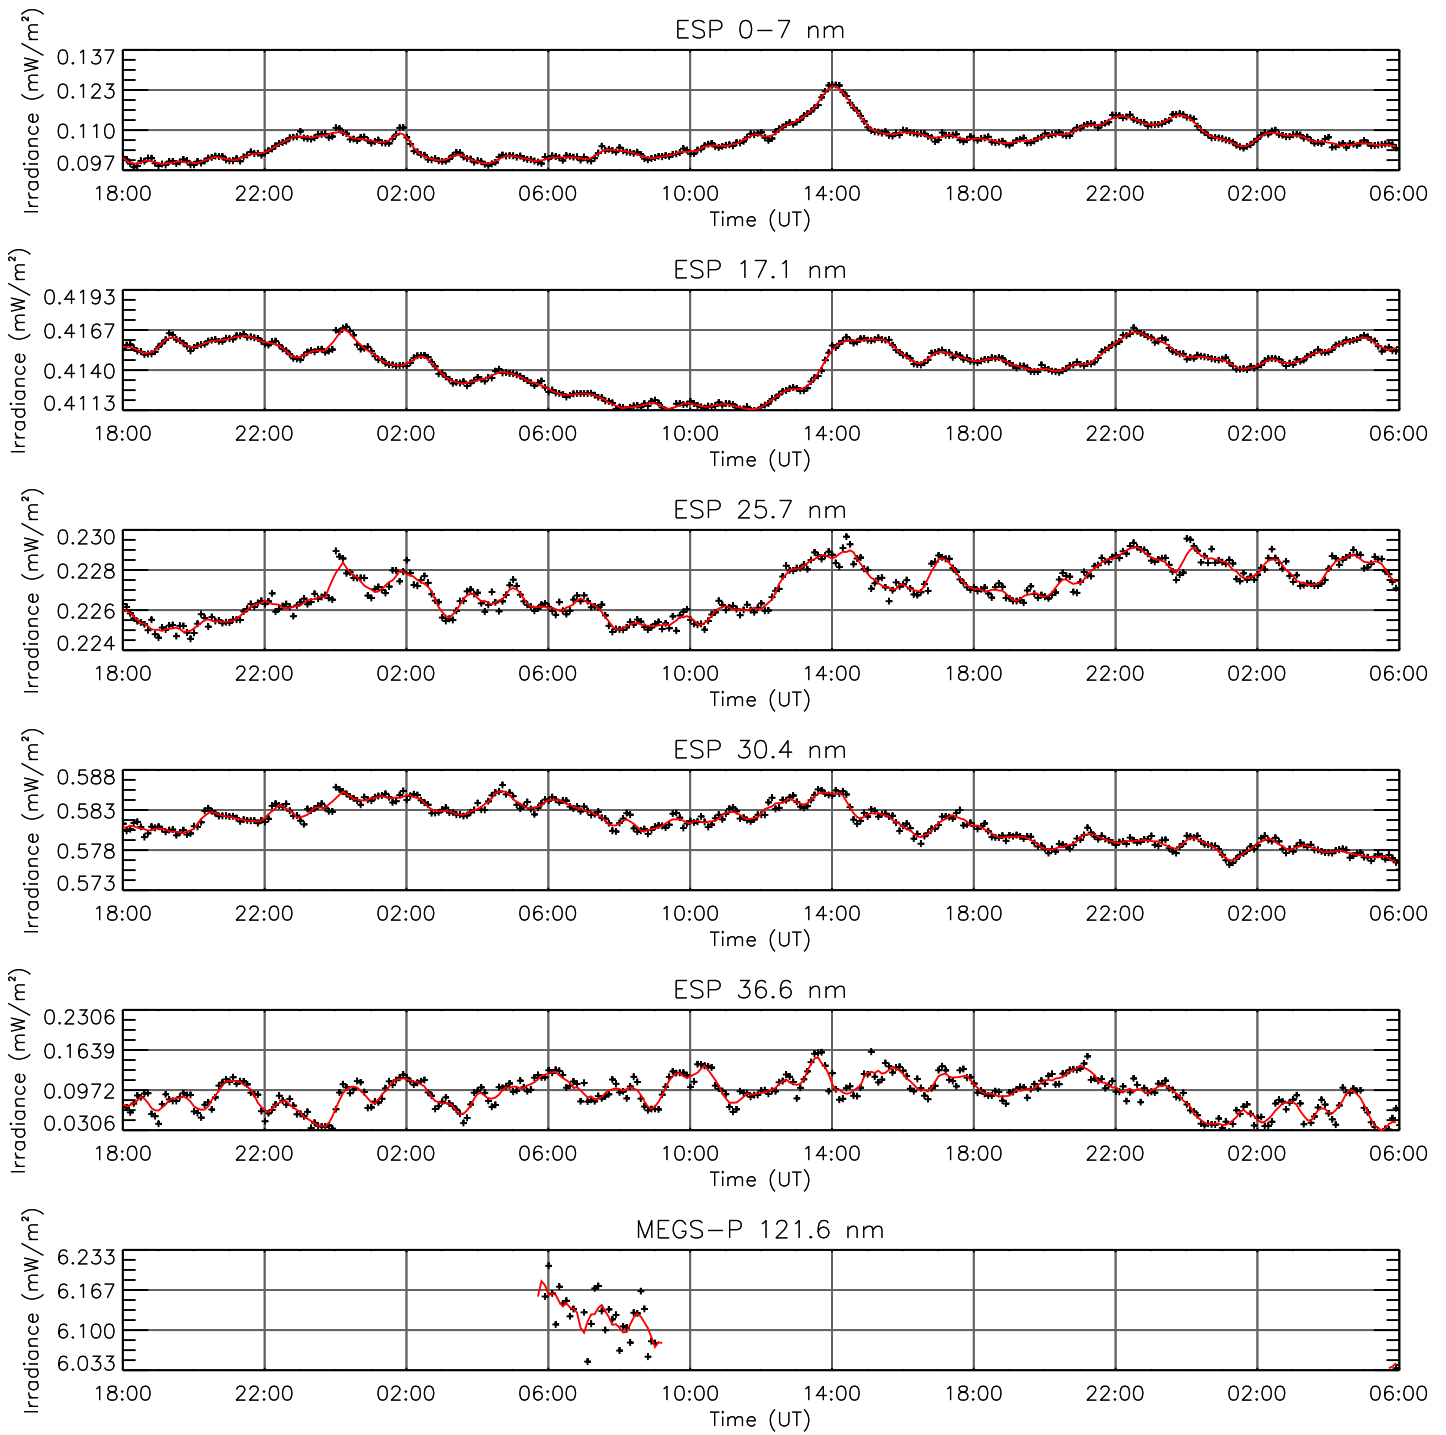 ESP 0-7 nm
Irradiance (mW/m²)
0.137
0.123
0.110
0.097
18:00 22:00 02:00 06:00 10:00 14:00 18:00 22:00 02:00 06:00
Time (UT)
ESP 17.1 nm
Irradiance (mW/m²)
0.4193
0.4167
0.4140
0.4113
18:00 22:00 02:00 06:00 10:00 14:00 18:00 22:00 02:00 06:00
Time (UT)
ESP 25.7 nm
Irradiance (mW/m²)
0.230
0.228
0.226
0.224
18:00 22:00 02:00 06:00 10:00 14:00 18:00 22:00 02:00 06:00
Time (UT)
ESP 30.4 nm
Irradiance (mW/m²)
0.588
0.583
0.578
0.573
18:00 22:00 02:00 06:00 10:00 14:00 18:00 22:00 02:00 06:00
Time (UT)
ESP 36.6 nm
Irradiance (mW/m²)
0.2306
0.1639
0.0972
0.0306
18:00 22:00 02:00 06:00 10:00 14:00 18:00 22:00 02:00 06:00
Time (UT)
MEGS-P 121.6 nm
Irradiance (mW/m²)
6.233
6.167
6.100
6.033
18:00 22:00 02:00 06:00 10:00 14:00 18:00 22:00 02:00 06:00
Time (UT)